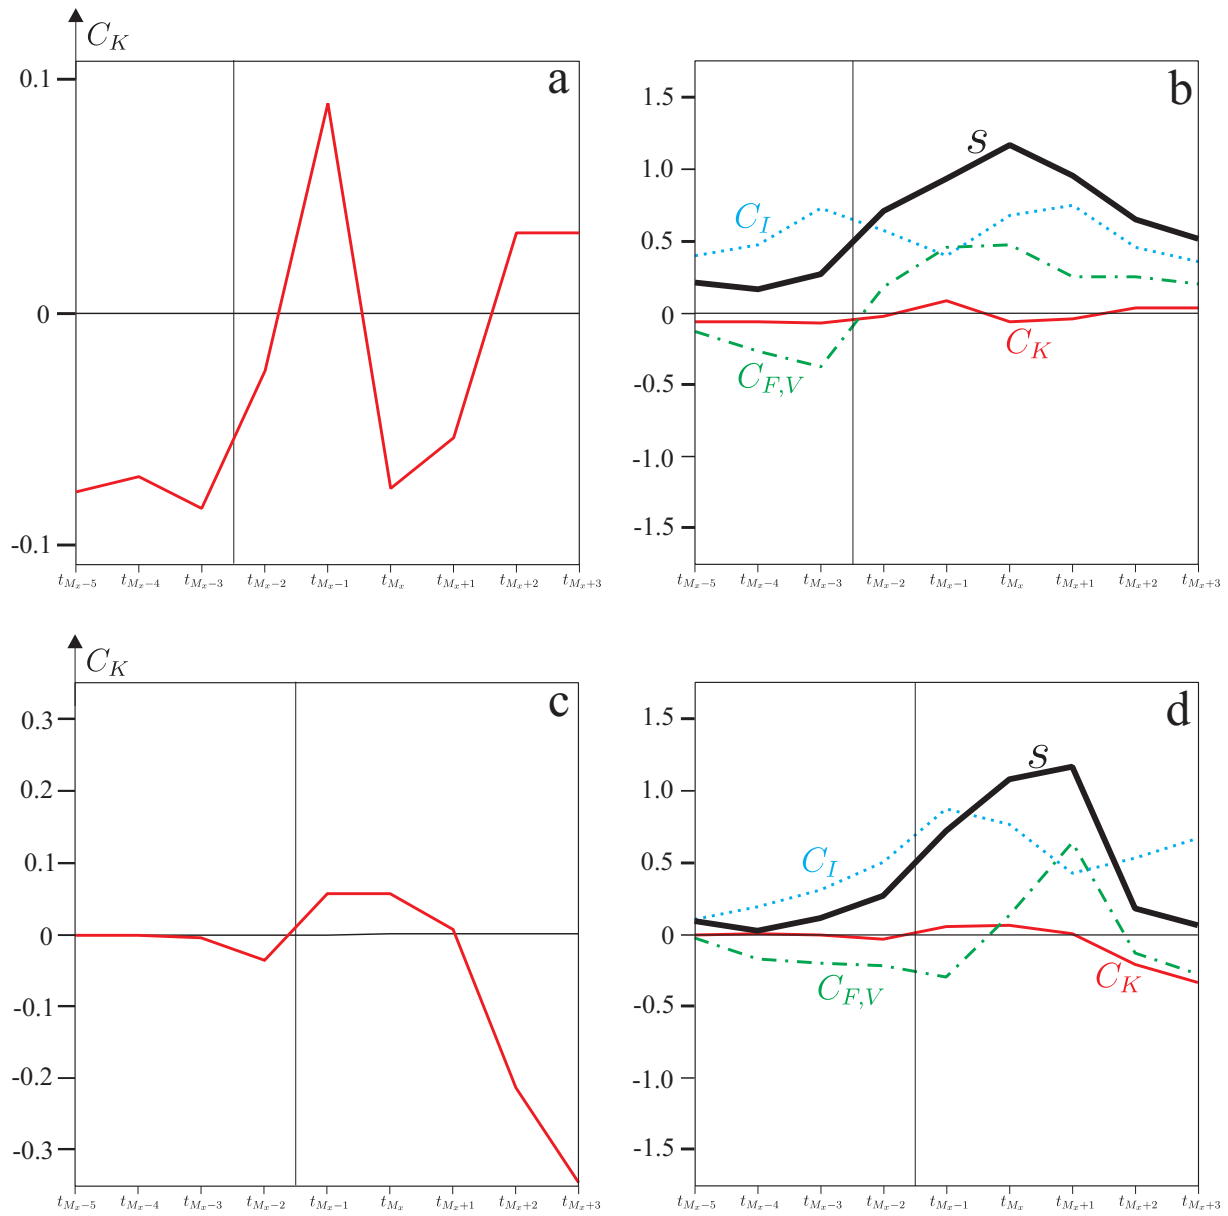 C_K
a
0.1
0
-0.1
t_{M_x-5} t_{M_x-4} t_{M_x-3} t_{M_x-2} t_{M_x-1} t_{M_x} t_{M_x+1} t_{M_x+2} t_{M_x+3}
b
1.5
s
1.0
C_I
0.5
0
C_K
C_{F,V}
-0.5
-1.0
-1.5
t_{M_x-5} t_{M_x-4} t_{M_x-3} t_{M_x-2} t_{M_x-1} t_{M_x} t_{M_x+1} t_{M_x+2} t_{M_x+3}
C_K
c
0.3
0.2
0.1
0
-0.1
-0.2
-0.3
t_{M_x-5} t_{M_x-4} t_{M_x-3} t_{M_x-2} t_{M_x-1} t_{M_x} t_{M_x+1} t_{M_x+2} t_{M_x+3}
d
1.5
s
1.0
C_I
0.5
0
C_K
C_{F,V}
-0.5
-1.0
-1.5
t_{M_x-5} t_{M_x-4} t_{M_x-3} t_{M_x-2} t_{M_x-1} t_{M_x} t_{M_x+1} t_{M_x+2} t_{M_x+3}